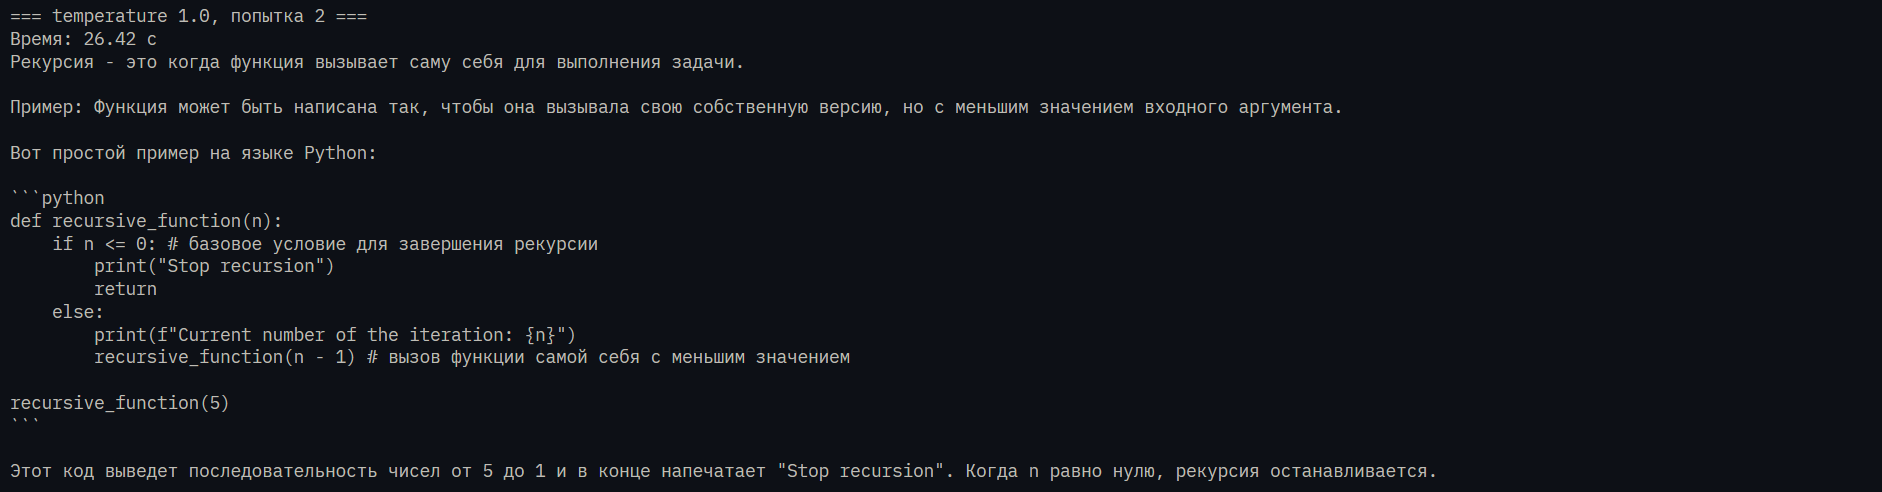 === temperature 1.0, попытка 2 ===
Время: 26.42 с
Рекурсия - это когда функция вызывает саму себя для выполнения задачи.

Пример: Функция может быть написана так, чтобы она вызывала свою собственную версию, но с меньшим значением входного аргумента.

Вот простой пример на языке Python:

```python
def recursive_function(n):
    if n <= 0: # базовое условие для завершения рекурсии
        print("Stop recursion")
        return
    else:
        print(f"Current number of the iteration: {n}")
        recursive_function(n - 1) # вызов функции самой себя с меньшим значением

recursive_function(5)
```

Этот код выведет последовательность чисел от 5 до 1 и в конце напечатает "Stop recursion". Когда n равно нулю, рекурсия останавливается.